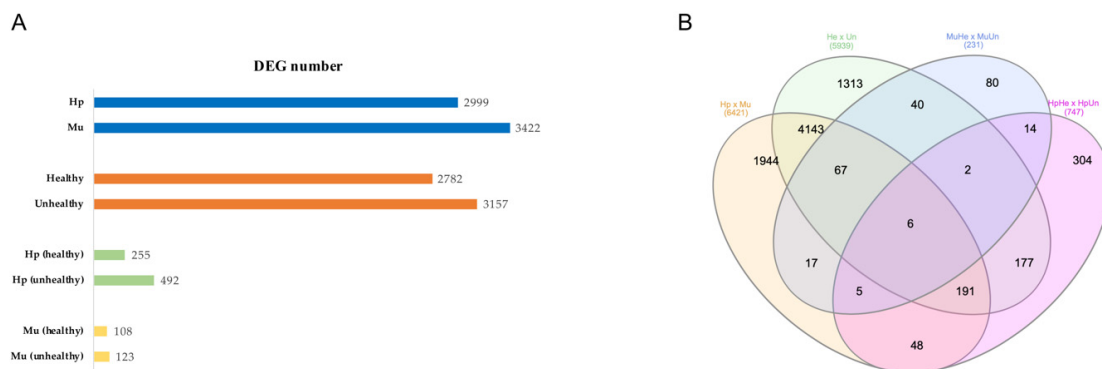 A
DEG number
Hp 2999
Mu 3422
Healthy 2782
Unhealthy 3157
Hp (healthy) 255
Hp (unhealthy) 492
Mu (healthy) 108
Mu (unhealthy) 123
B
He x Un
(5939)
MuHe x MuUn
(231)
Hp x Mu
(6421)
HpHe x HpUn
(747)
1313
80
40
4143
14
1944
304
67
2
6
17
177
5
191
48